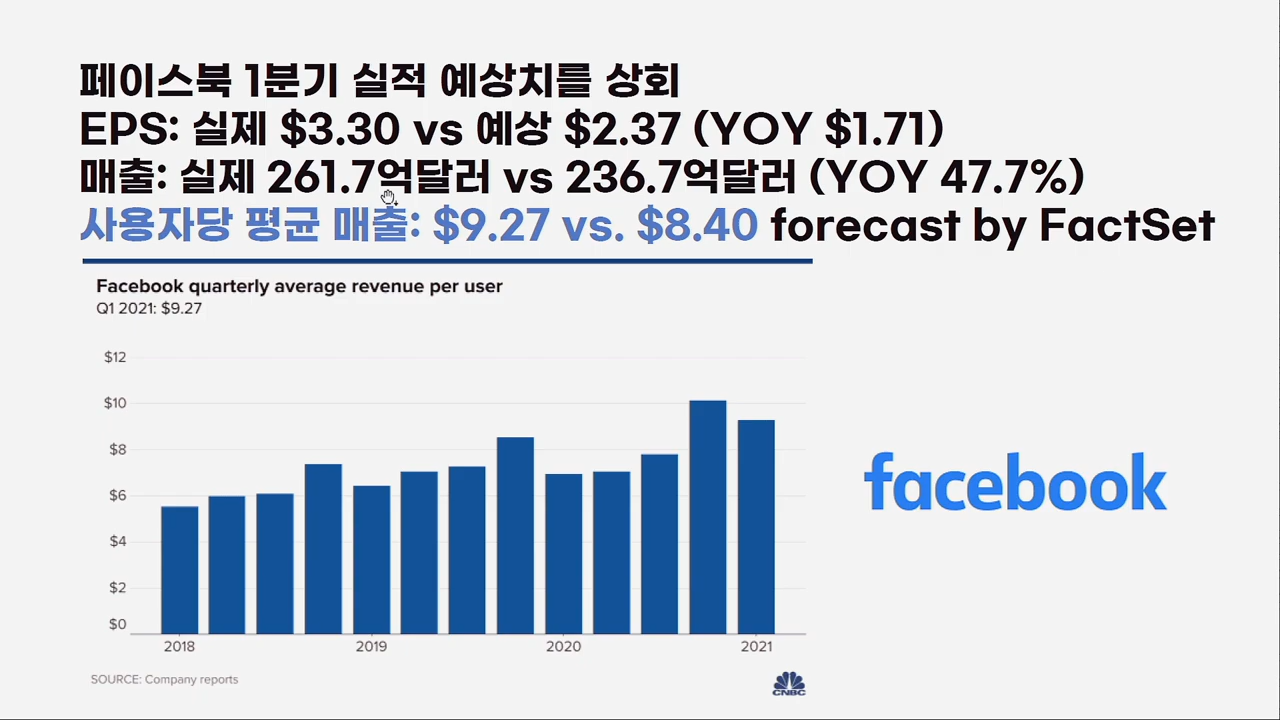 페이스북 1분기 실적 예상치를 상회
EPS: 실제 $3.30 vs 예상 $2.37 (YOY $1.71)
매출: 실제 261.7억달러 vs 236.7억달러 (YOY 47.7%)
사용자당 평균 매출: $9.27 vs. $8.40 forecast by FactSet
Facebook quarterly average revenue per user
Q1 2021: $9.27
$12
$10
$8
$6
$4
$2
$0
2018 2019 2020 2021
SOURCE: Company reports
CNBC
facebook